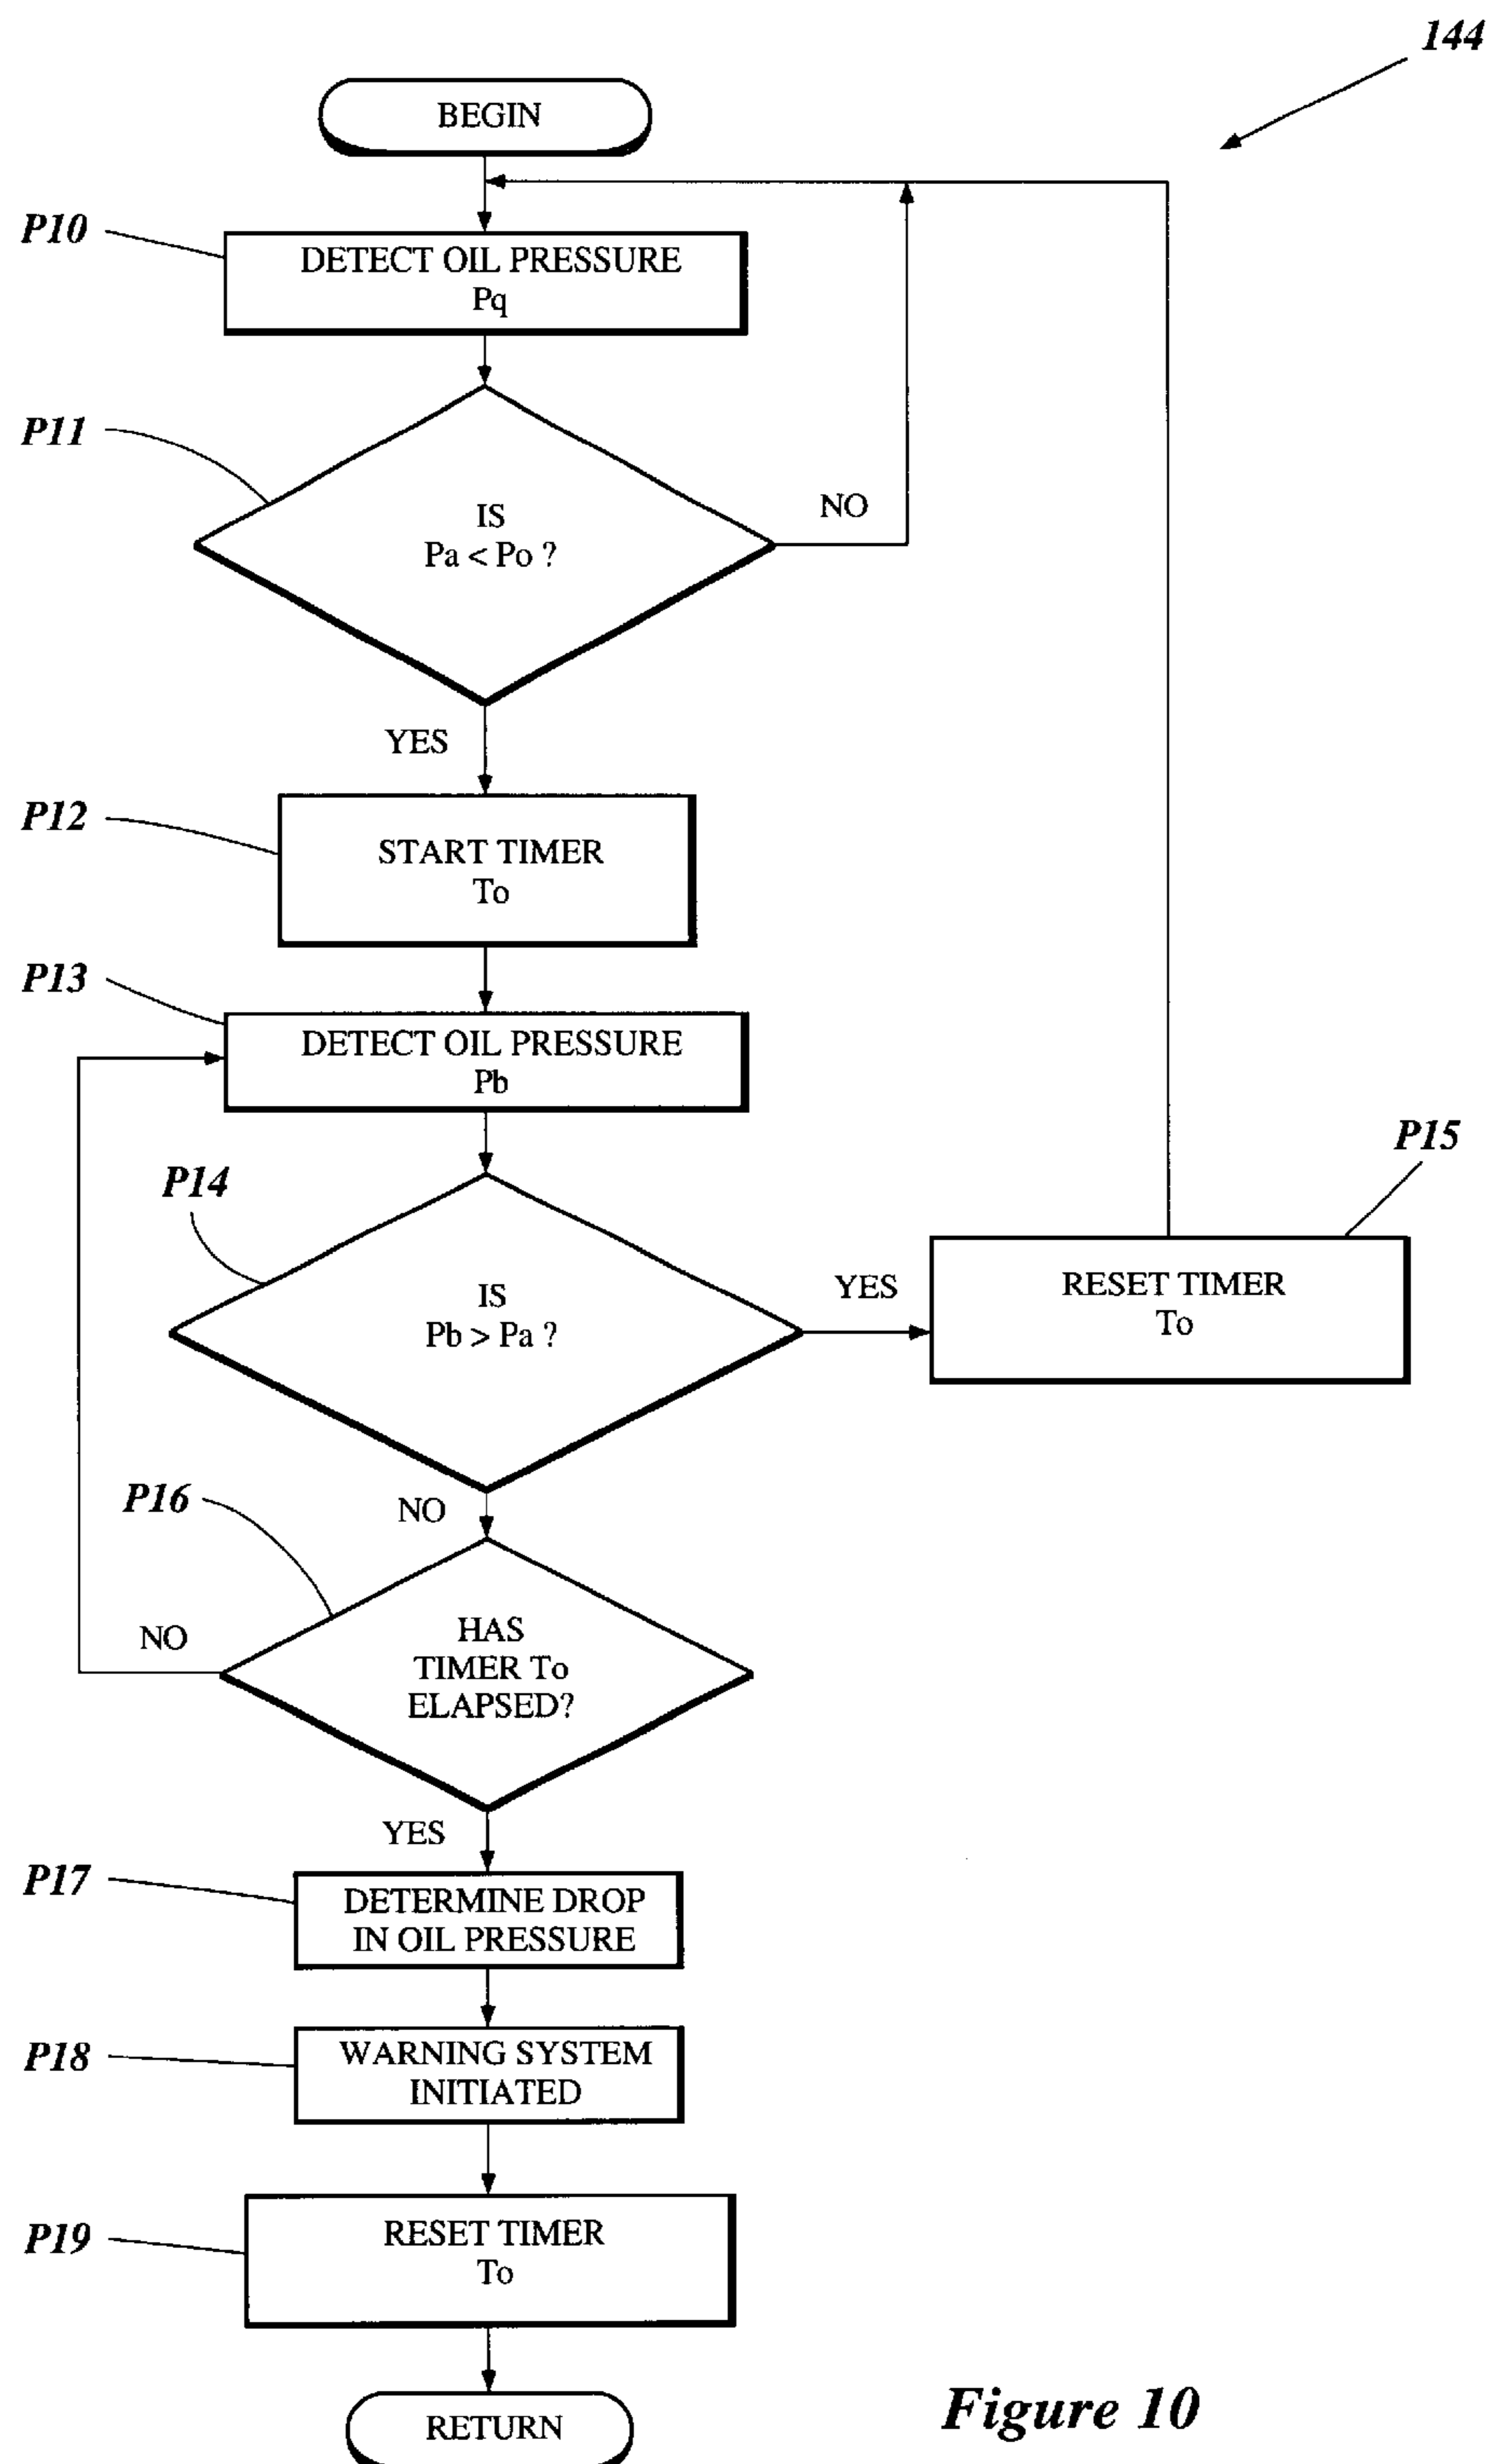 144
BEGIN
P10
DETECT OIL PRESSURE
Pq
P11
IS
Pa < Po ?
NO
YES
P12
START TIMER
To
P13
DETECT OIL PRESSURE
Pb
P14
IS
Pb > Pa ?
YES
P15
RESET TIMER
To
NO
P16
HAS
TIMER To
ELAPSED?
NO
YES
P17
DETERMINE DROP
IN OIL PRESSURE
P18
WARNING SYSTEM
INITIATED
P19
RESET TIMER
To
RETURN
Figure 10